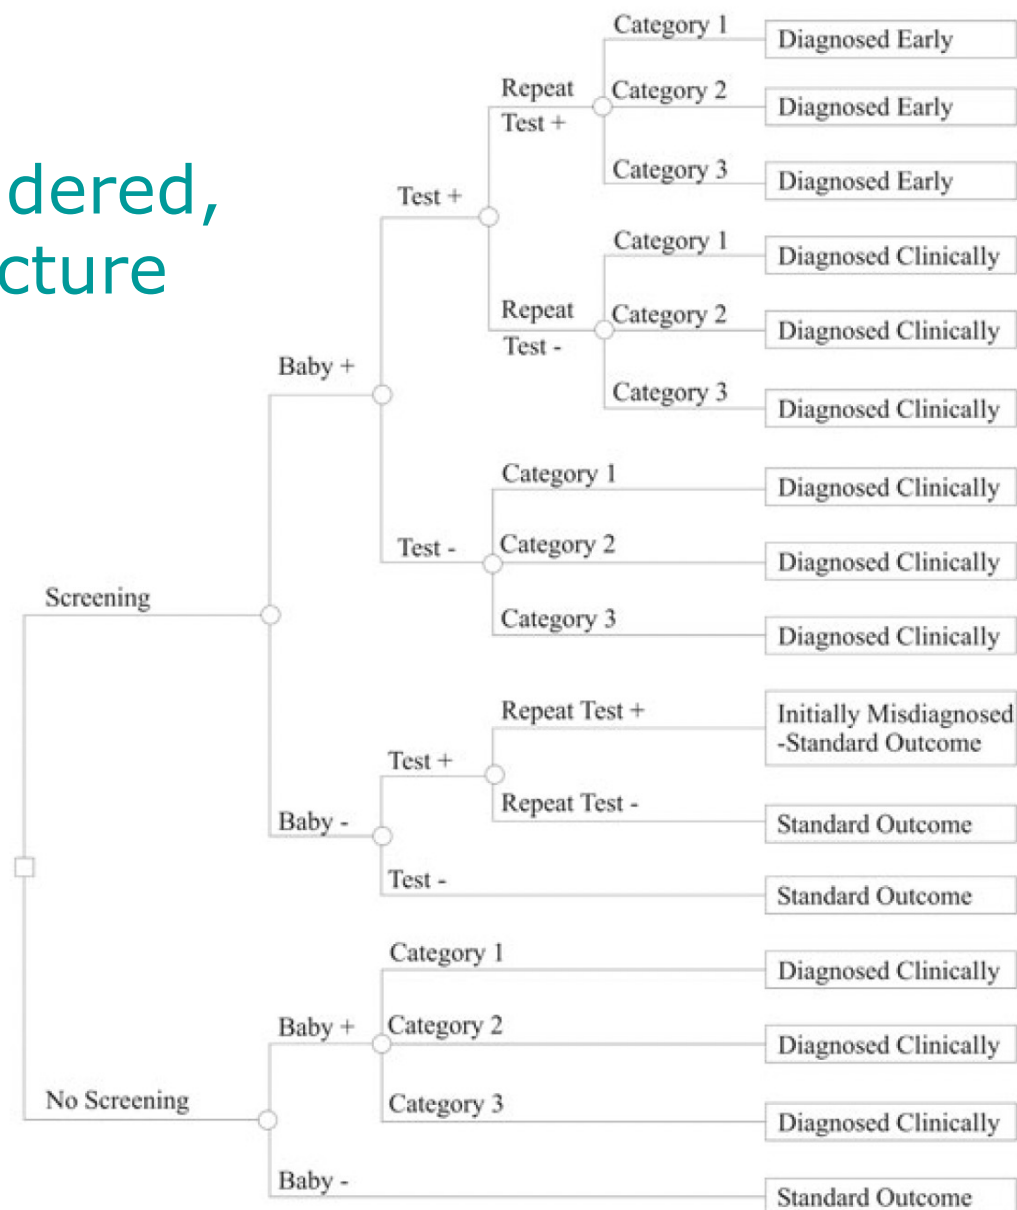 dered,
cture
Category 1
Diagnosed Early
Repeat
Test +
Category 2
Diagnosed Early
Category 3
Diagnosed Early
Test +
Category 1
Diagnosed Clinically
Repeat
Test -
Category 2
Diagnosed Clinically
Category 3
Diagnosed Clinically
Baby +
Category 1
Diagnosed Clinically
Test -
Category 2
Diagnosed Clinically
Category 3
Diagnosed Clinically
Screening
Repeat Test +
Initially Misdiagnosed
-Standard Outcome
Test +
Repeat Test -
Standard Outcome
Baby -
Test -
Standard Outcome
Category 1
Diagnosed Clinically
Baby +
Category 2
Diagnosed Clinically
Category 3
Diagnosed Clinically
No Screening
Baby -
Standard Outcome